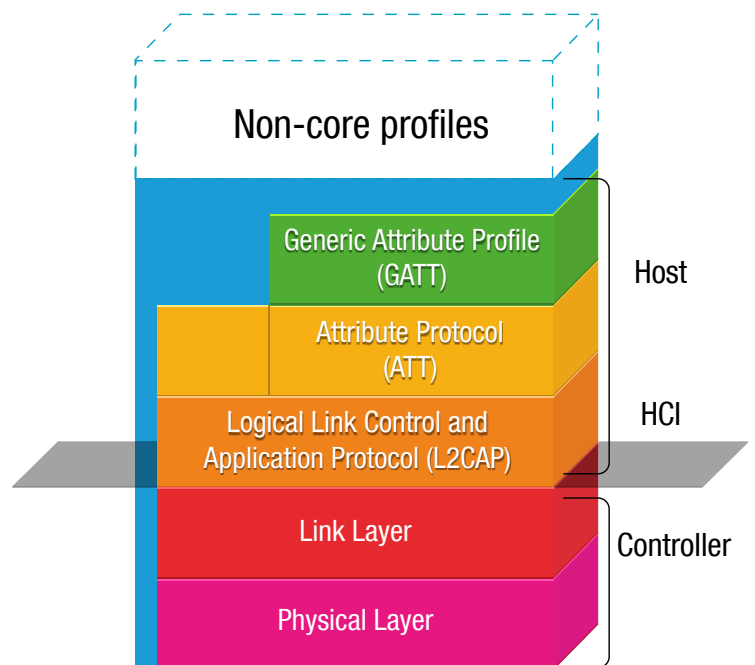 Non-core profiles
Generic Attribute Profile
(GATT)
Host
Attribute Protocol
(ATT)
HCI
Logical Link Control and
Application Protocol (L2CAP)
Link Layer
Controller
Physical Layer